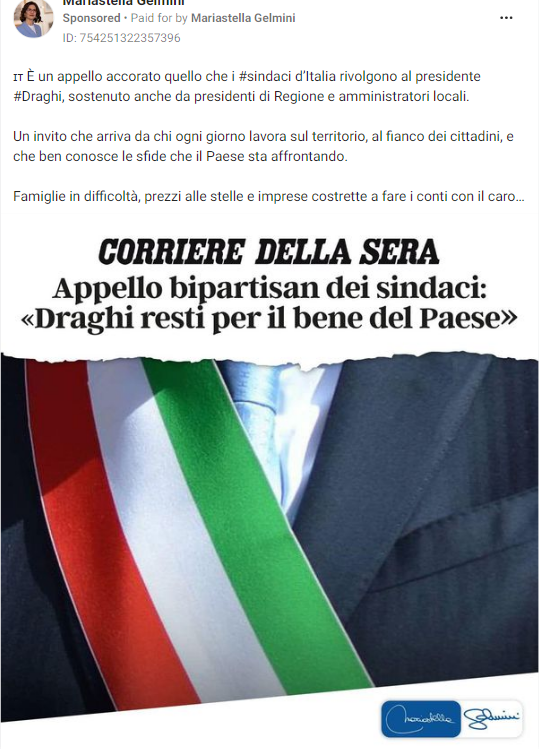 Mariastella Gelmini
Sponsored • Paid for by Mariastella Gelmini
ID: 754251322357396
IT È un appello accorato quello che i #sindaci d’Italia rivolgono al presidente
#Draghi, sostenuto anche da presidenti di Regione e amministratori locali.
Un invito che arriva da chi ogni giorno lavora sul territorio, al fianco dei cittadini, e
che ben conosce le sfide che il Paese sta affrontando.
Famiglie in difficoltà, prezzi alle stelle e imprese costrette a fare i conti con il caro...
CORRIERE DELLA SERA
Appello bipartisan dei sindaci:
«Draghi resti per il bene del Paese»
Mariastella Gelmini